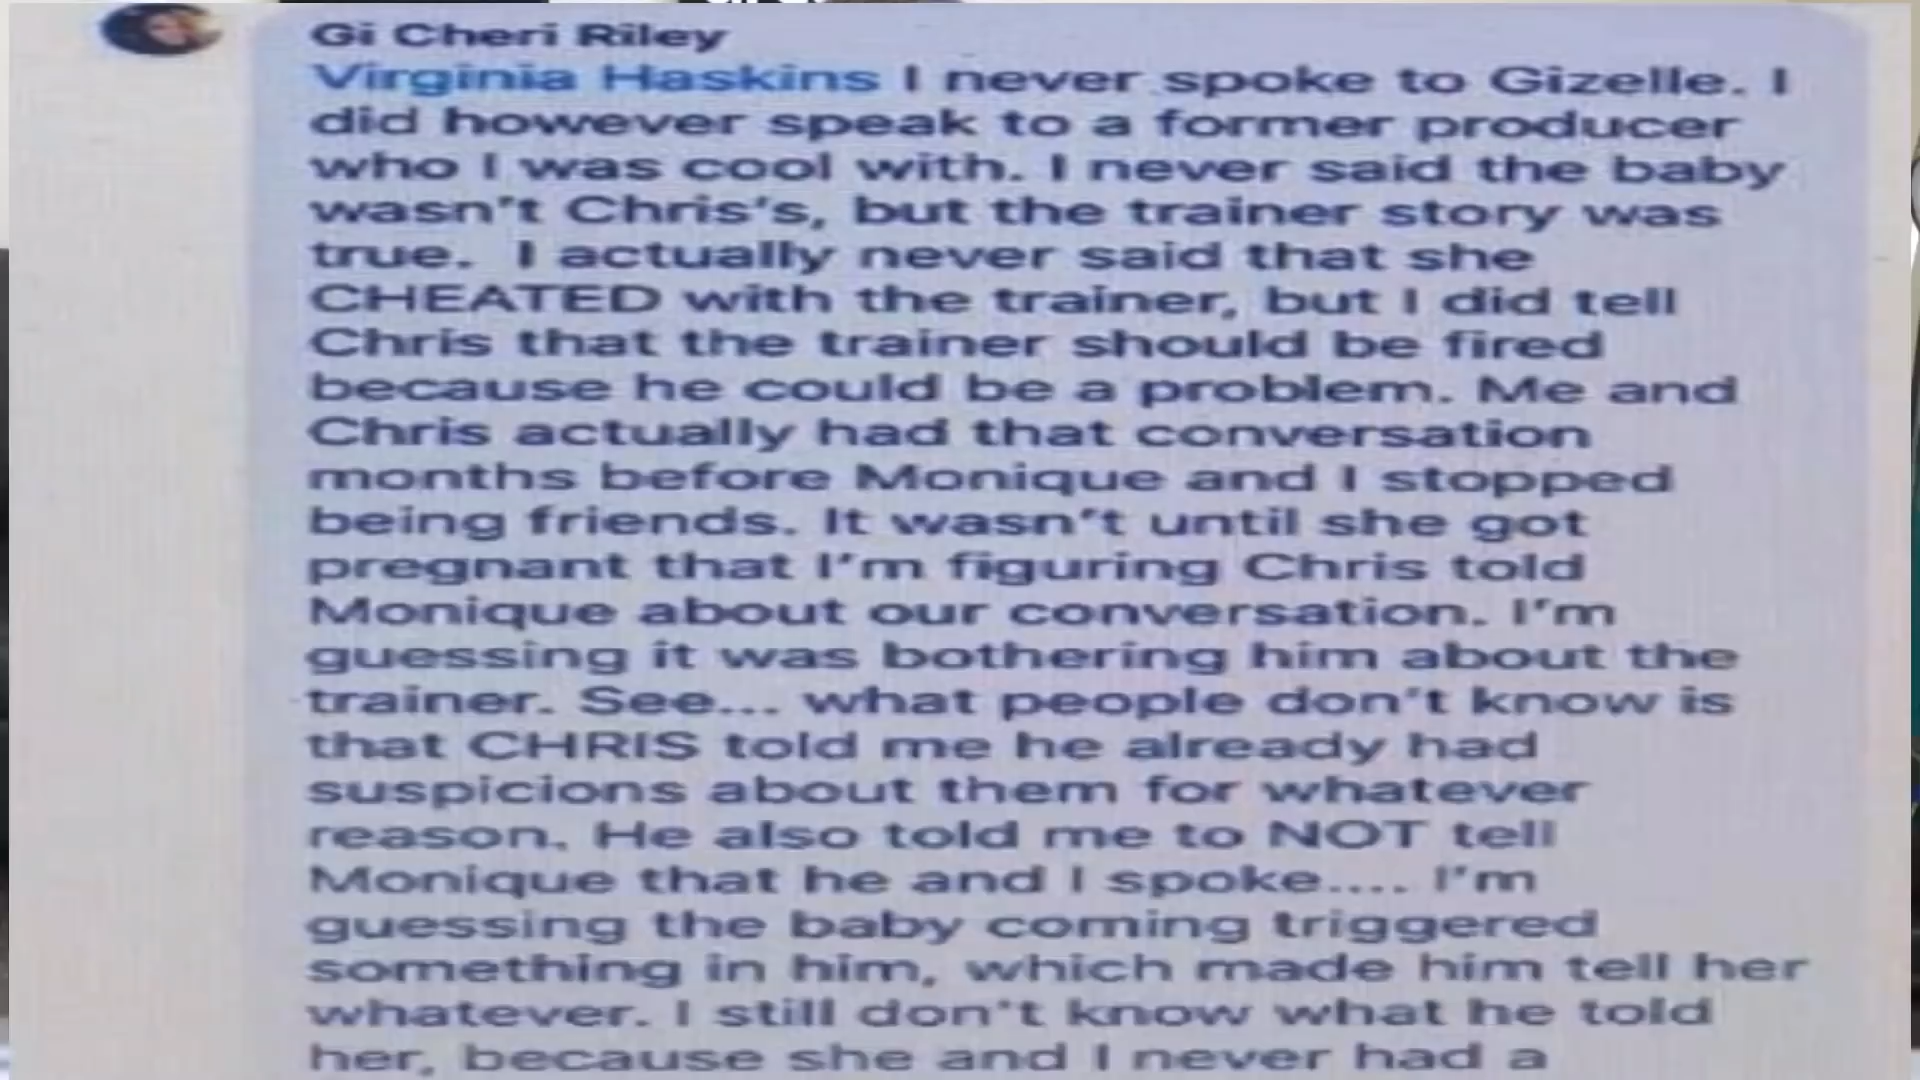 Gi Cheri Riley
Virginia Haskins I never spoke to Gizelle. I
did however speak to a former producer
who I was cool with. I never said the baby
wasn't Chris's, but the trainer story was
true. I actually never said that she
CHEATED with the trainer, but I did tell
Chris that the trainer should be fired
because he could be a problem. Me and
Chris actually had that conversation
months before Monique and I stopped
being friends. It wasn't until she got
pregnant that I'm figuring Chris told
Monique about our conversation. I'm
guessing it was bothering him about the
trainer. See... what people don't know is
that CHRIS told me he already had
suspicions about them for whatever
reason. He also told me to NOT tell
Monique that he and I spoke.... I'm
guessing the baby coming triggered
something in him, which made him tell her
whatever. I still don't know what he told
her, because she and I never had a